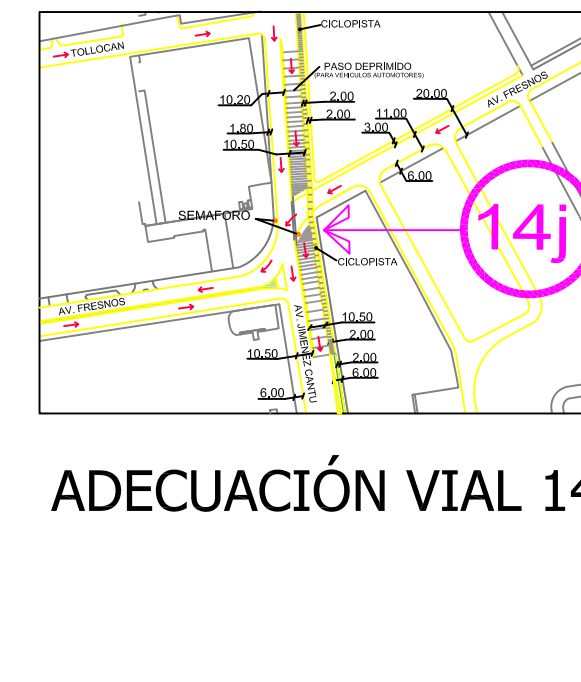 CICLOPISTA
TOLLOCAN
PASO DEPRIMIDO
(PARA VEHICULOS AUTOMOTORES)
10.20
2.00
20.00
AV. FRESNOS
2.00
11.00
1.80
3.00
10.50
6.00
SEMAFORO
14j
CICLOPISTA
AV. FRESNOS
AV. JIMENEZ CANTU
10.50
2.00
10.50
2.00
6.00
6.00
ADECUACIÓN VIAL 14